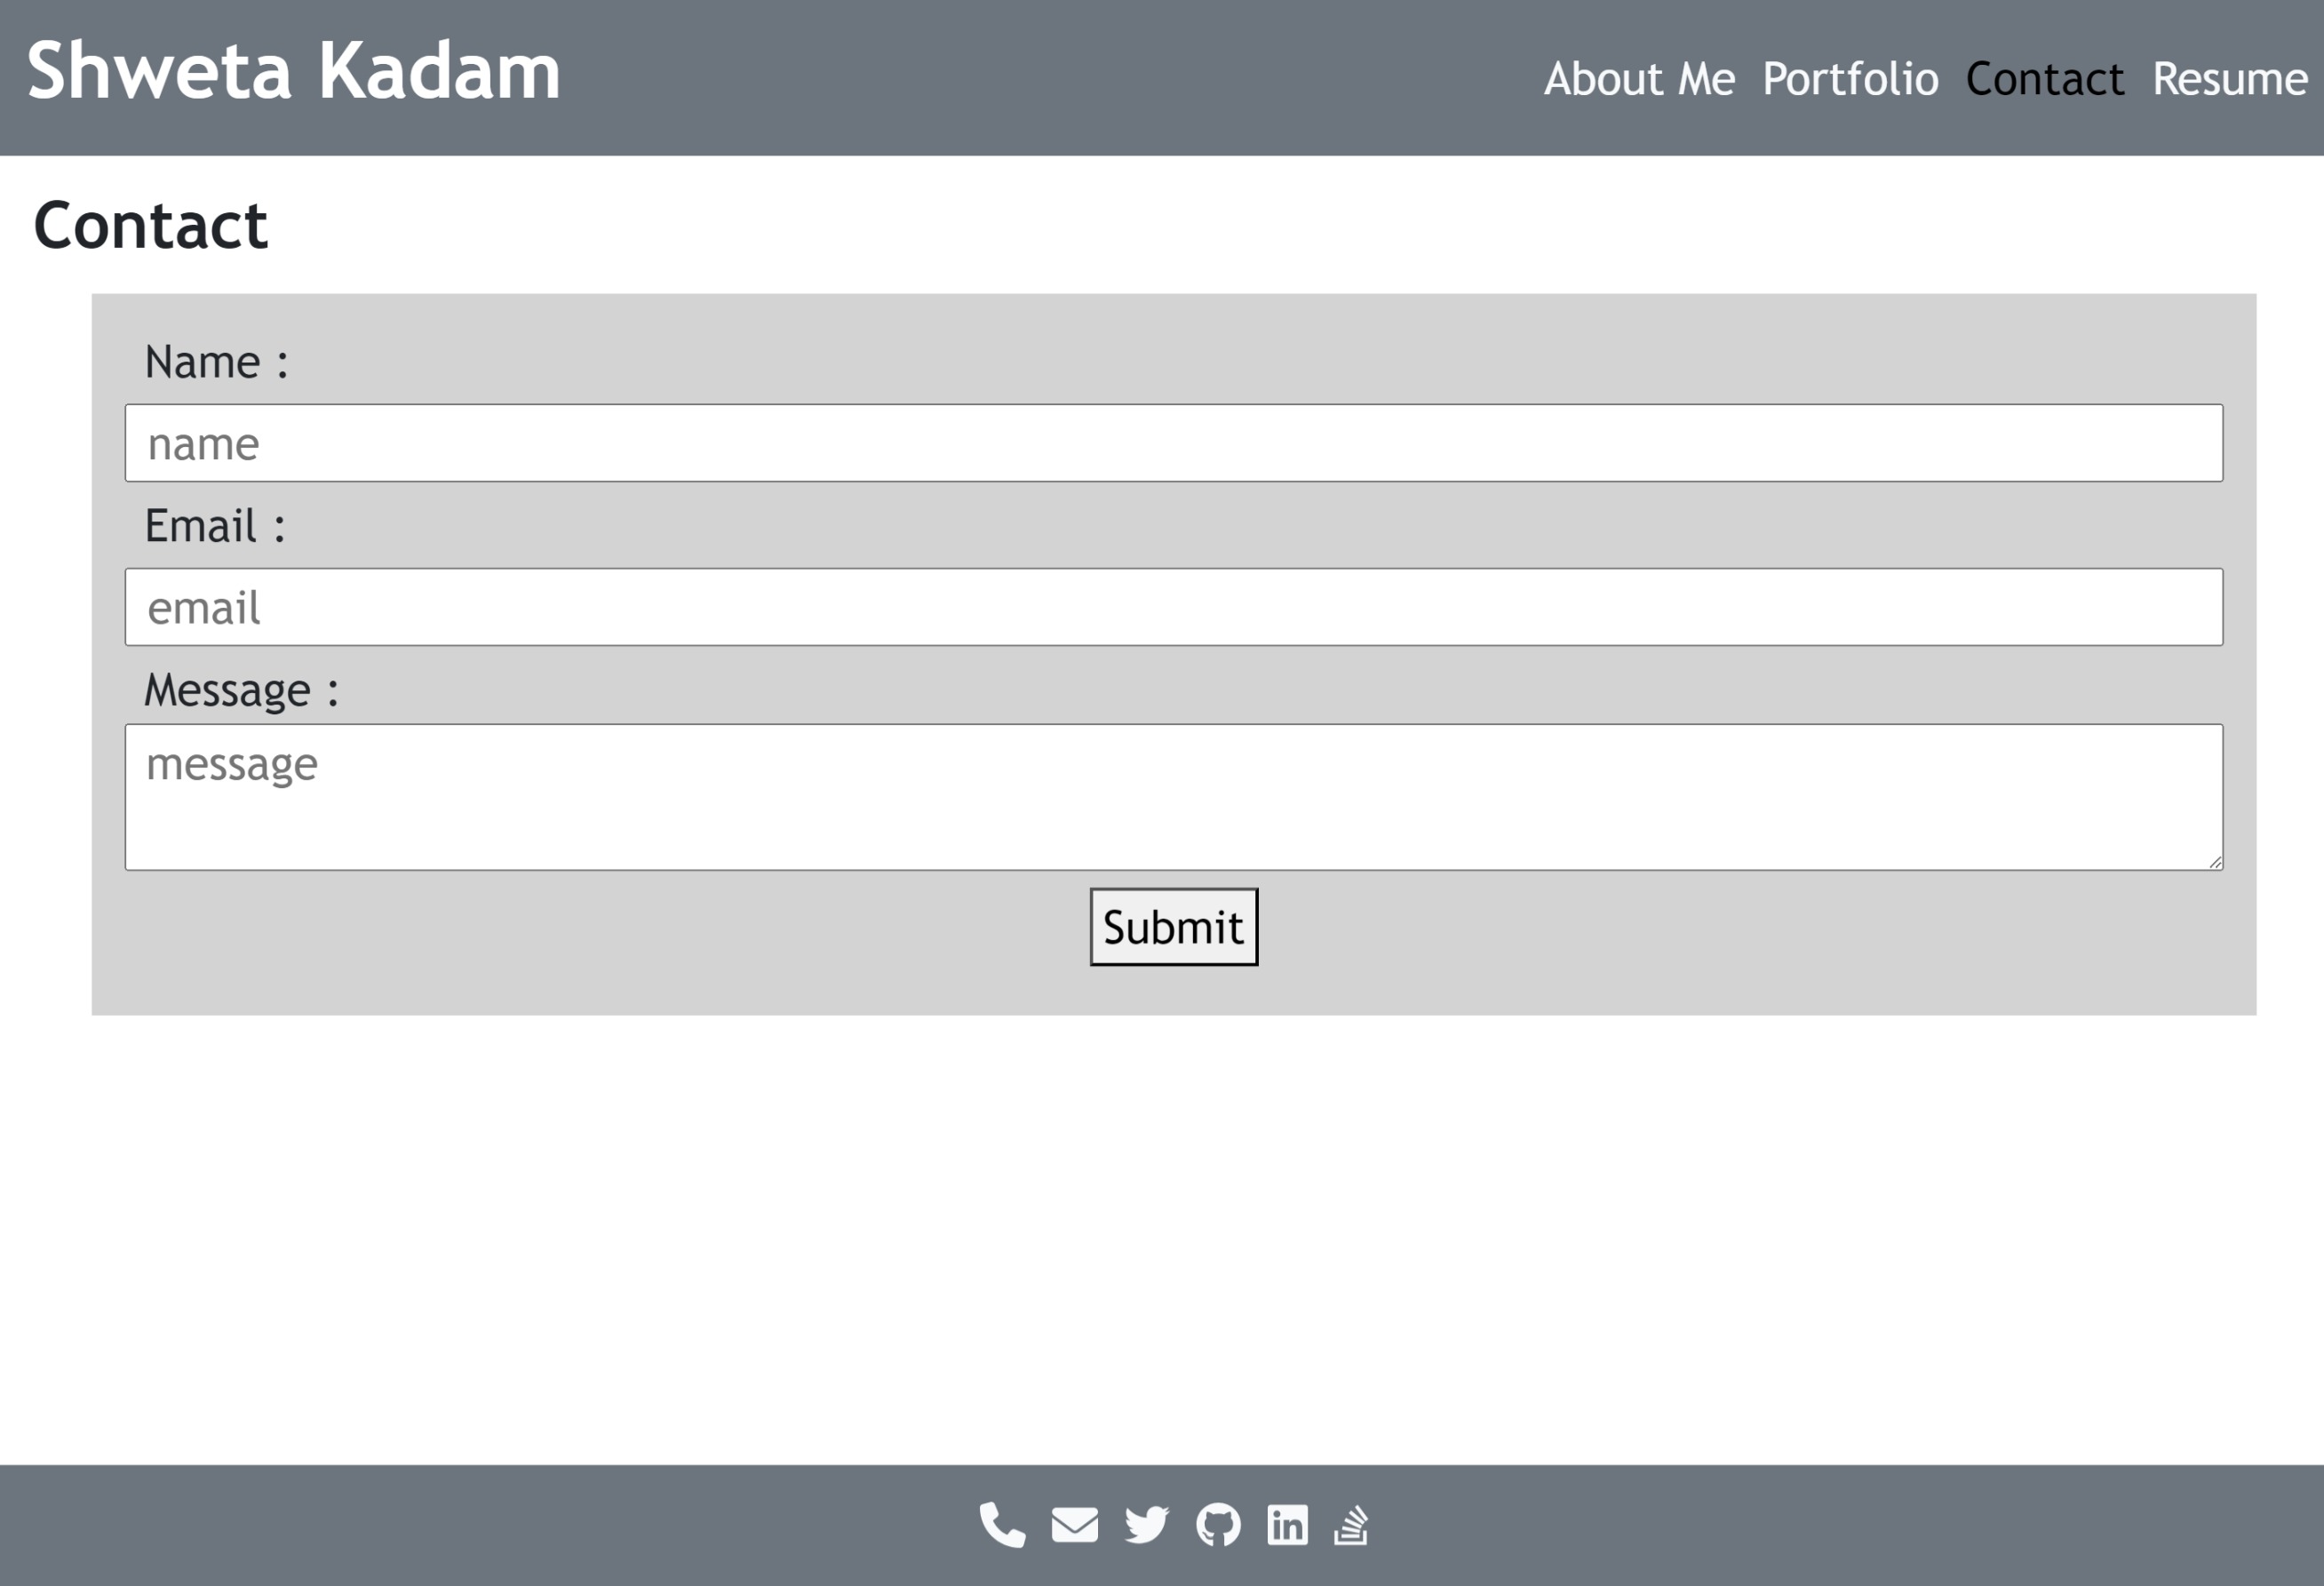 Shweta Kadam
About Me Portfolio Contact Resume
Contact
Name :
name
Email :
email
Message :
message
Submit